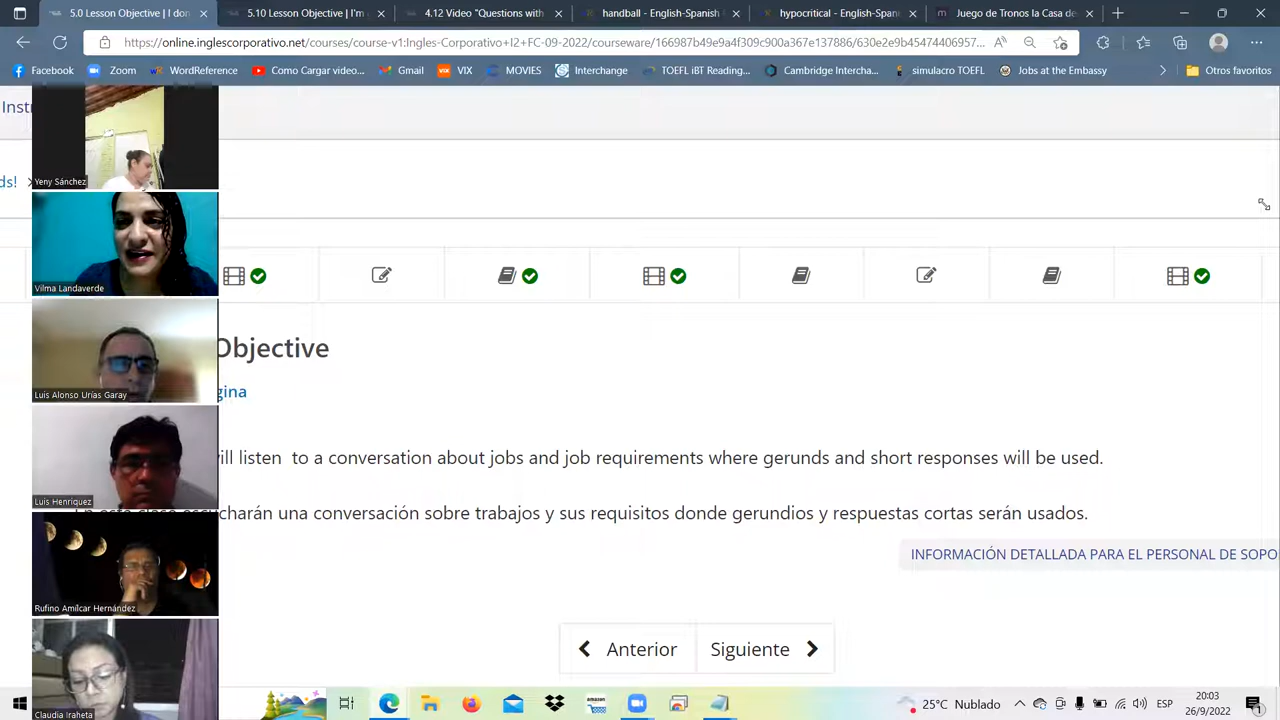 5.0 Lesson Objective | I don
5.10 Lesson Objective | I'm
4.12 Video "Questions with
handball - English-Spanish
hypocritical - English-Span
Juego de Tronos la Casa de
https://online.inglescorporativo.net/courses/course-v1:Ingles-Corporativo+I2+FC-09-2022/courseware/166987b49e9a4f309c900a367e137886/630e2e9b45474406957...
Facebook
Zoom
WordReference
Como Cargar video...
Gmail
VIX
MOVIES
Interchange
TOEFL iBT Reading...
Cambridge Intercha...
simulacro TOEFL
Jobs at the Embassy
Otros favoritos
Instr
ds!
Yeny Sánchez
Vilma Landaverde
Luis Alonso Urías Garay
Luis Henriquez
Rufino Amílcar Hernández
Claudia Iraheta
Objective
gina
ill listen to a conversation about jobs and job requirements where gerunds and short responses will be used.
En esta clase escucharán una conversación sobre trabajos y sus requisitos donde gerundios y respuestas cortas serán usados.
INFORMACIÓN DETALLADA PARA EL PERSONAL DE SOPO
Anterior
Siguiente
25°C Nublado
ESP
20:03
26/9/2022